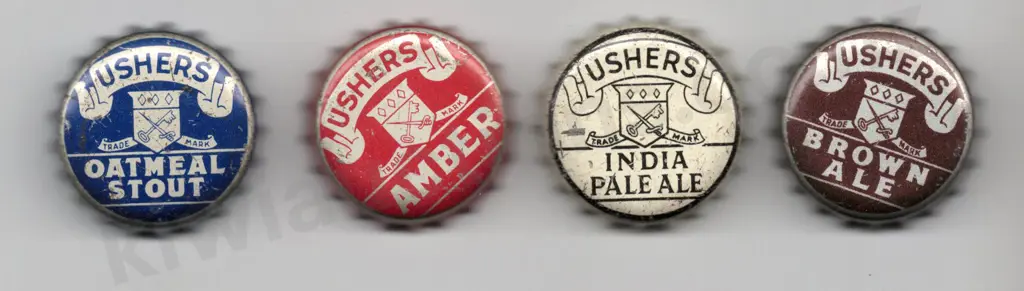 USHERS
TRADE MARK
OATMEAL
STOUT
USHERS
TRADE MARK
AMBER
USHERS
TRADE MARK
INDIA
PALE ALE
USHERS
TRADE MARK
BROWN
ALE